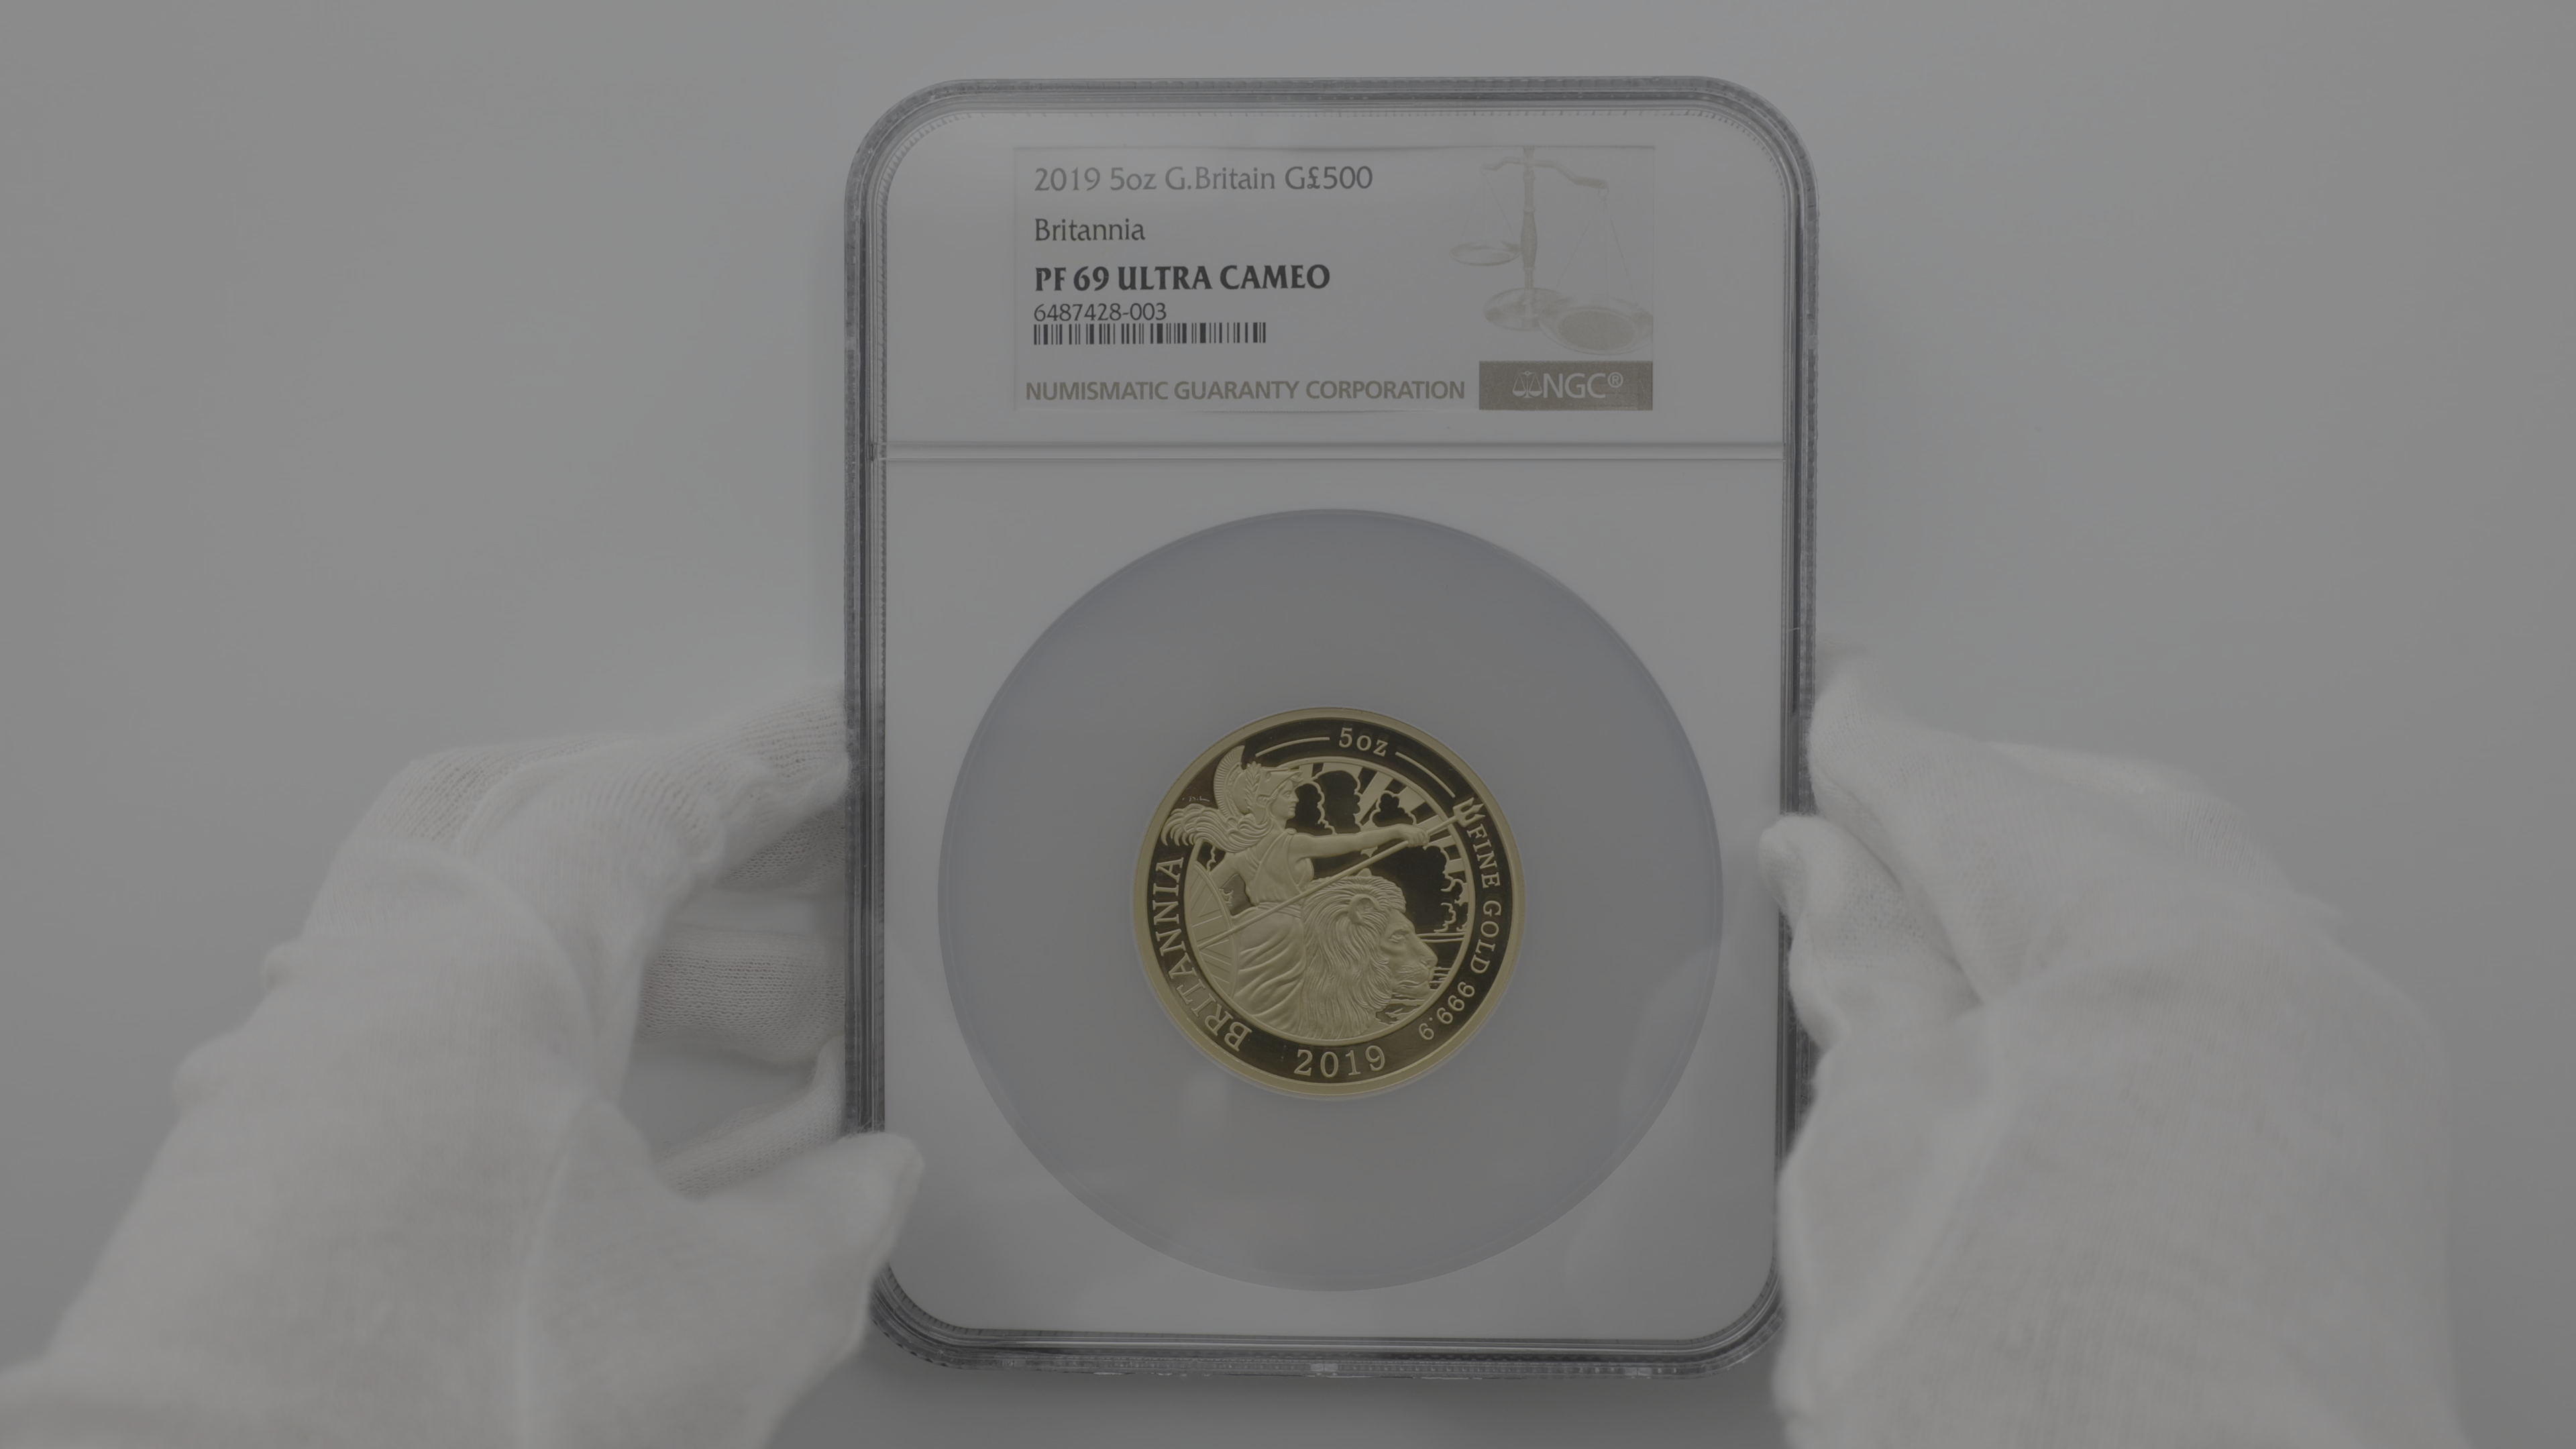 2019 5oz G.Britain G£500
Britannia
PF 69 ULTRA CAMEO
6487428-003
NUMISMATIC GUARANTY CORPORATION
NGC®
5oz
BRITANNIA
FINE GOLD 999.9
2019